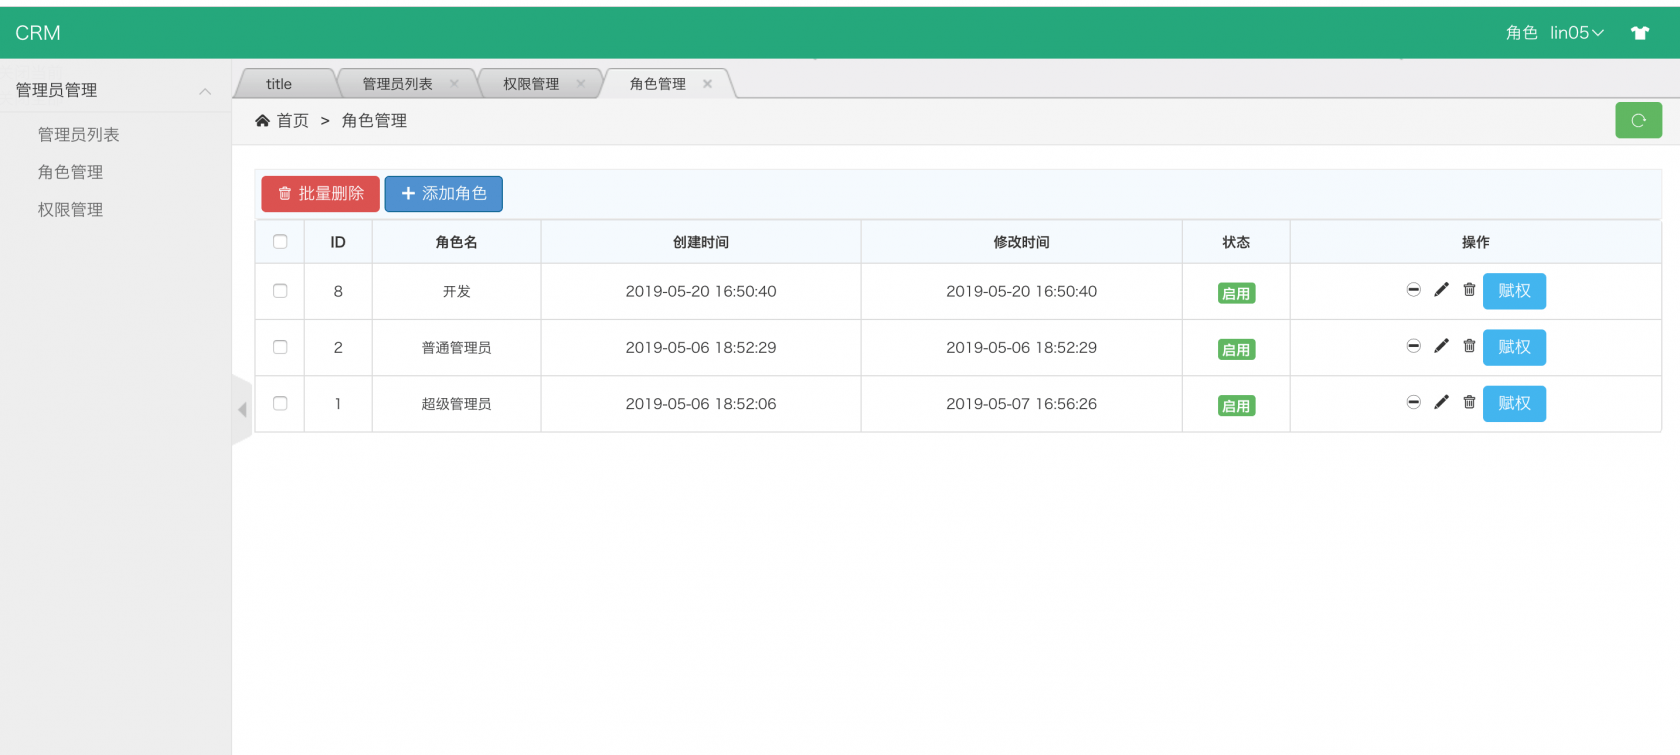 CRM
角色 lin05
管理员管理
管理员列表
角色管理
权限管理
title 管理员列表 权限管理 角色管理
首页 > 角色管理
批量删除 添加角色
ID 角色名 创建时间 修改时间 状态 操作
8 开发 2019-05-20 16:50:40 2019-05-20 16:50:40 启用 赋权
2 普通管理员 2019-05-06 18:52:29 2019-05-06 18:52:29 启用 赋权
1 超级管理员 2019-05-06 18:52:06 2019-05-07 16:56:26 启用 赋权